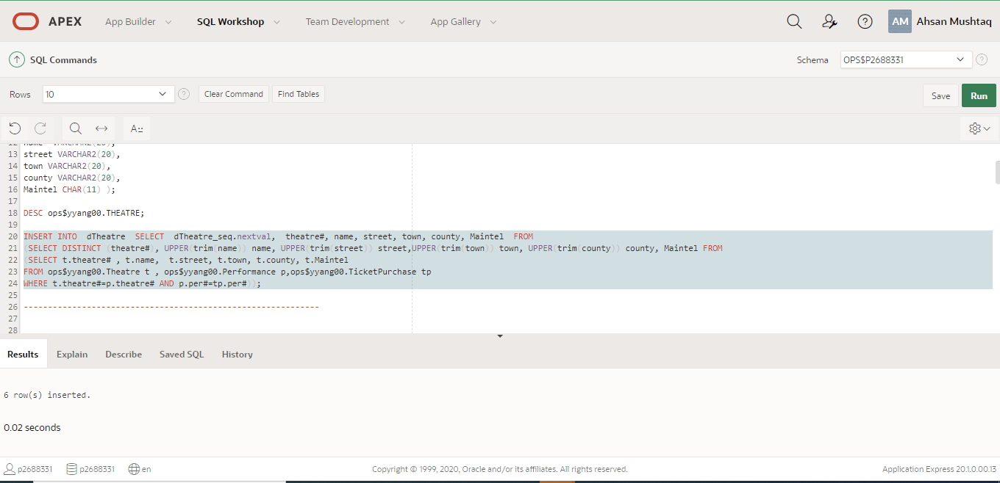 APEX App Builder SQL Workshop Team Development App Gallery AM Ahsan Mushtaq
SQL Commands Schema OPS$P2688331
Rows 10 Clear Command Find Tables Save Run
A
12 name VARCHAR2(20),
13 street VARCHAR2(20),
14 town VARCHAR2(20),
15 county VARCHAR2(20),
16 Maintel CHAR(11) );
17
18 DESC ops$yyang00.THEATRE;
19
20 INSERT INTO dTheatre SELECT dTheatre_seq.nextval, theatre#, name, street, town, county, Maintel FROM
21 (SELECT DISTINCT (theatre#), UPPER(trim(name)) name, UPPER(trim(street)) street,UPPER(trim(town)) town, UPPER(trim(county)) county, Maintel FROM
22 (SELECT t.theatre# , t.name, t.street, t.town, t.county, t.Maintel
23 FROM ops$yyang00.Theatre t , ops$yyang00.Performance p,ops$yyang00.TicketPurchase tp
24 WHERE t.theatre#=p.theatre# AND p.per#=tp.per#));
25
26 -------------------------------------------------------------
27
28
Results Explain Describe Saved SQL History
6 row(s) inserted.
0.02 seconds
p2688331 p2688331 en Copyright © 1999, 2020, Oracle and/or its affiliates. All rights reserved. Application Express 20.1.0.00.13